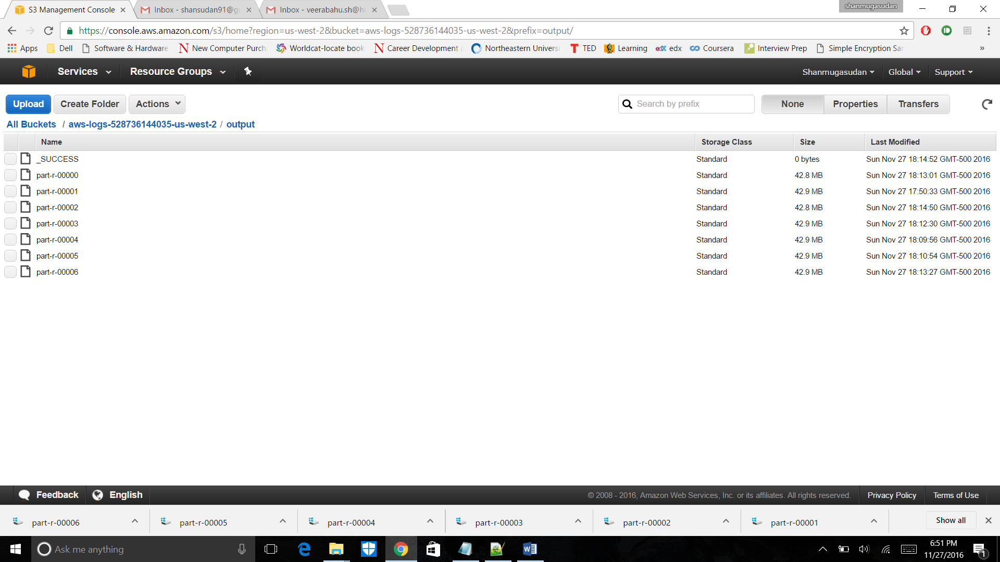 S3 Management Console
Inbox - shansudan91@g
Inbox - veerabahu.sh@h
shanmugasudan
https://console.aws.amazon.com/s3/home?region=us-west-2&bucket=aws-logs-528736144035-us-west-2&prefix=output/
Apps Dell Software & Hardware New Computer Purch Worldcat-locate book Career Development Northeastern Universi TED Learning edx edx Coursera Interview Prep Simple Encryption Sa »
Services Resource Groups Shanmugasudan Global Support
Upload Create Folder Actions Search by prefix None Properties Transfers
All Buckets / aws-logs-528736144035-us-west-2 / output
Name Storage Class Size Last Modified
_SUCCESS Standard 0 bytes Sun Nov 27 18:14:52 GMT-500 2016
part-r-00000 Standard 42.8 MB Sun Nov 27 18:13:01 GMT-500 2016
part-r-00001 Standard 42.9 MB Sun Nov 27 17:50:33 GMT-500 2016
part-r-00002 Standard 42.8 MB Sun Nov 27 18:14:50 GMT-500 2016
part-r-00003 Standard 42.9 MB Sun Nov 27 18:12:30 GMT-500 2016
part-r-00004 Standard 42.9 MB Sun Nov 27 18:09:56 GMT-500 2016
part-r-00005 Standard 42.9 MB Sun Nov 27 18:10:54 GMT-500 2016
part-r-00006 Standard 42.9 MB Sun Nov 27 18:13:27 GMT-500 2016
Feedback English © 2008 - 2016, Amazon Web Services, Inc. or its affiliates. All rights reserved. Privacy Policy Terms of Use
part-r-00006 part-r-00005 part-r-00004 part-r-00003 part-r-00002 part-r-00001 Show all
Ask me anything
6:51 PM
11/27/2016
1